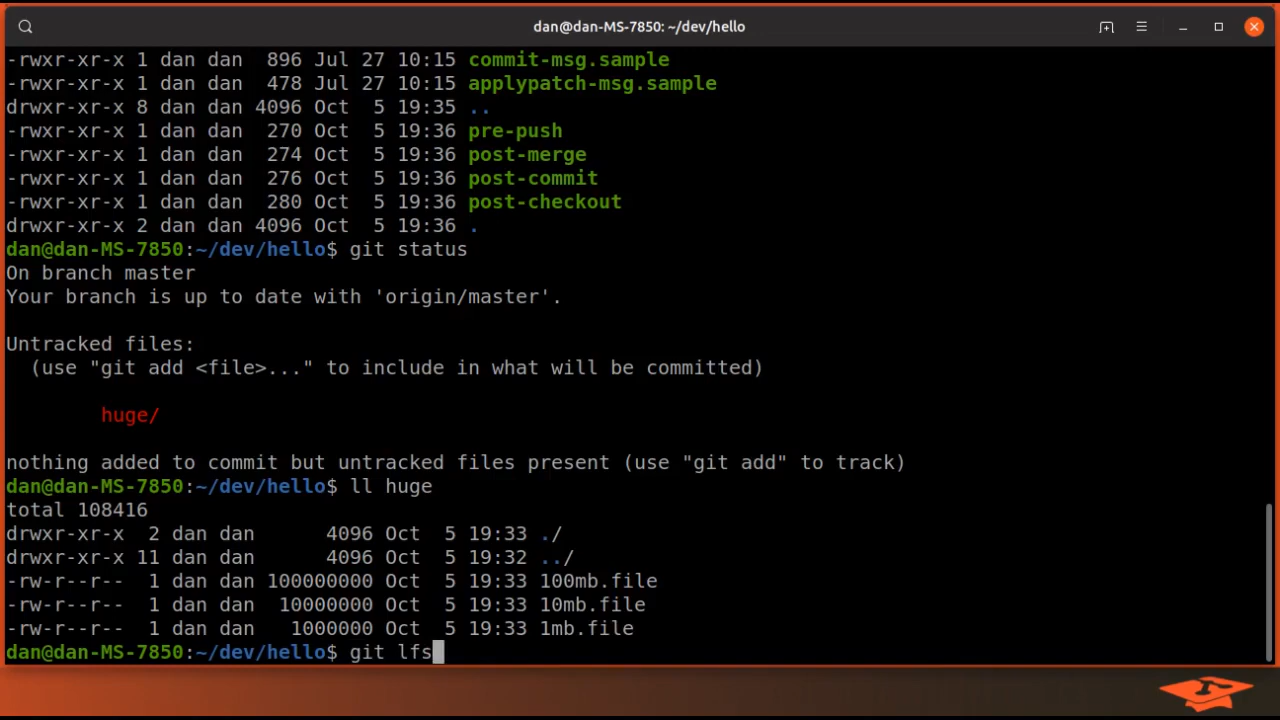 dan@dan-MS-7850: ~/dev/hello
-rwxr-xr-x 1 dan dan  896 Jul 27 10:15 commit-msg.sample
-rwxr-xr-x 1 dan dan  478 Jul 27 10:15 applypatch-msg.sample
drwxr-xr-x 8 dan dan 4096 Oct  5 19:35 ..
-rwxr-xr-x 1 dan dan  270 Oct  5 19:36 pre-push
-rwxr-xr-x 1 dan dan  274 Oct  5 19:36 post-merge
-rwxr-xr-x 1 dan dan  276 Oct  5 19:36 post-commit
-rwxr-xr-x 1 dan dan  280 Oct  5 19:36 post-checkout
drwxr-xr-x 2 dan dan 4096 Oct  5 19:36 .
dan@dan-MS-7850:~/dev/hello$ git status
On branch master
Your branch is up to date with 'origin/master'.
Untracked files:
  (use "git add <file>..." to include in what will be committed)
        huge/
nothing added to commit but untracked files present (use "git add" to track)
dan@dan-MS-7850:~/dev/hello$ ll huge
total 108416
drwxr-xr-x  2 dan dan      4096 Oct  5 19:33 ./
drwxr-xr-x 11 dan dan      4096 Oct  5 19:32 ../
-rw-r--r--  1 dan dan 100000000 Oct  5 19:33 100mb.file
-rw-r--r--  1 dan dan  10000000 Oct  5 19:33 10mb.file
-rw-r--r--  1 dan dan   1000000 Oct  5 19:33 1mb.file
dan@dan-MS-7850:~/dev/hello$ git lfs